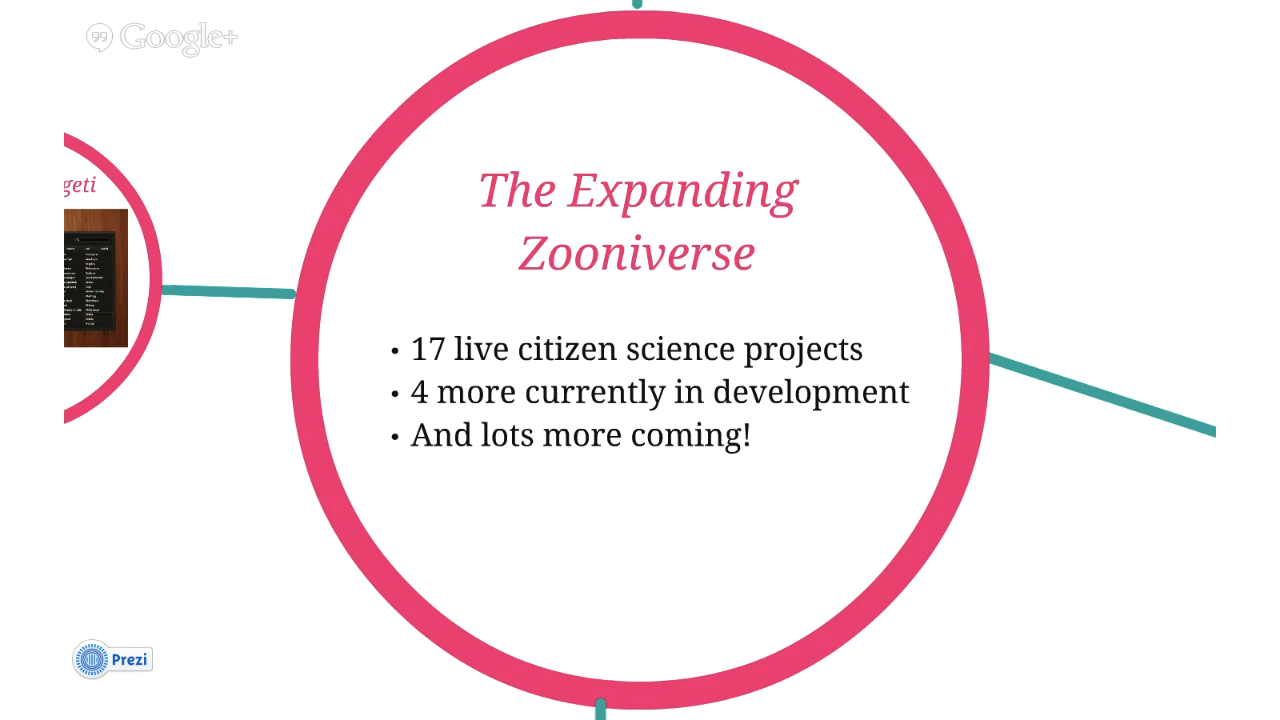 Google+
geti
The Expanding
Zooniverse
• 17 live citizen science projects
• 4 more currently in development
• And lots more coming!
Prezi